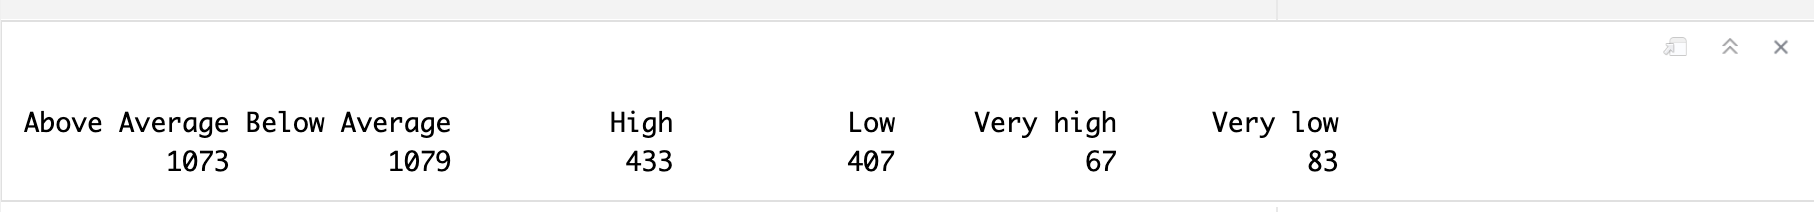 Above Average Below Average          High           Low     Very high      Very low
         1073          1079           433           407            67            83